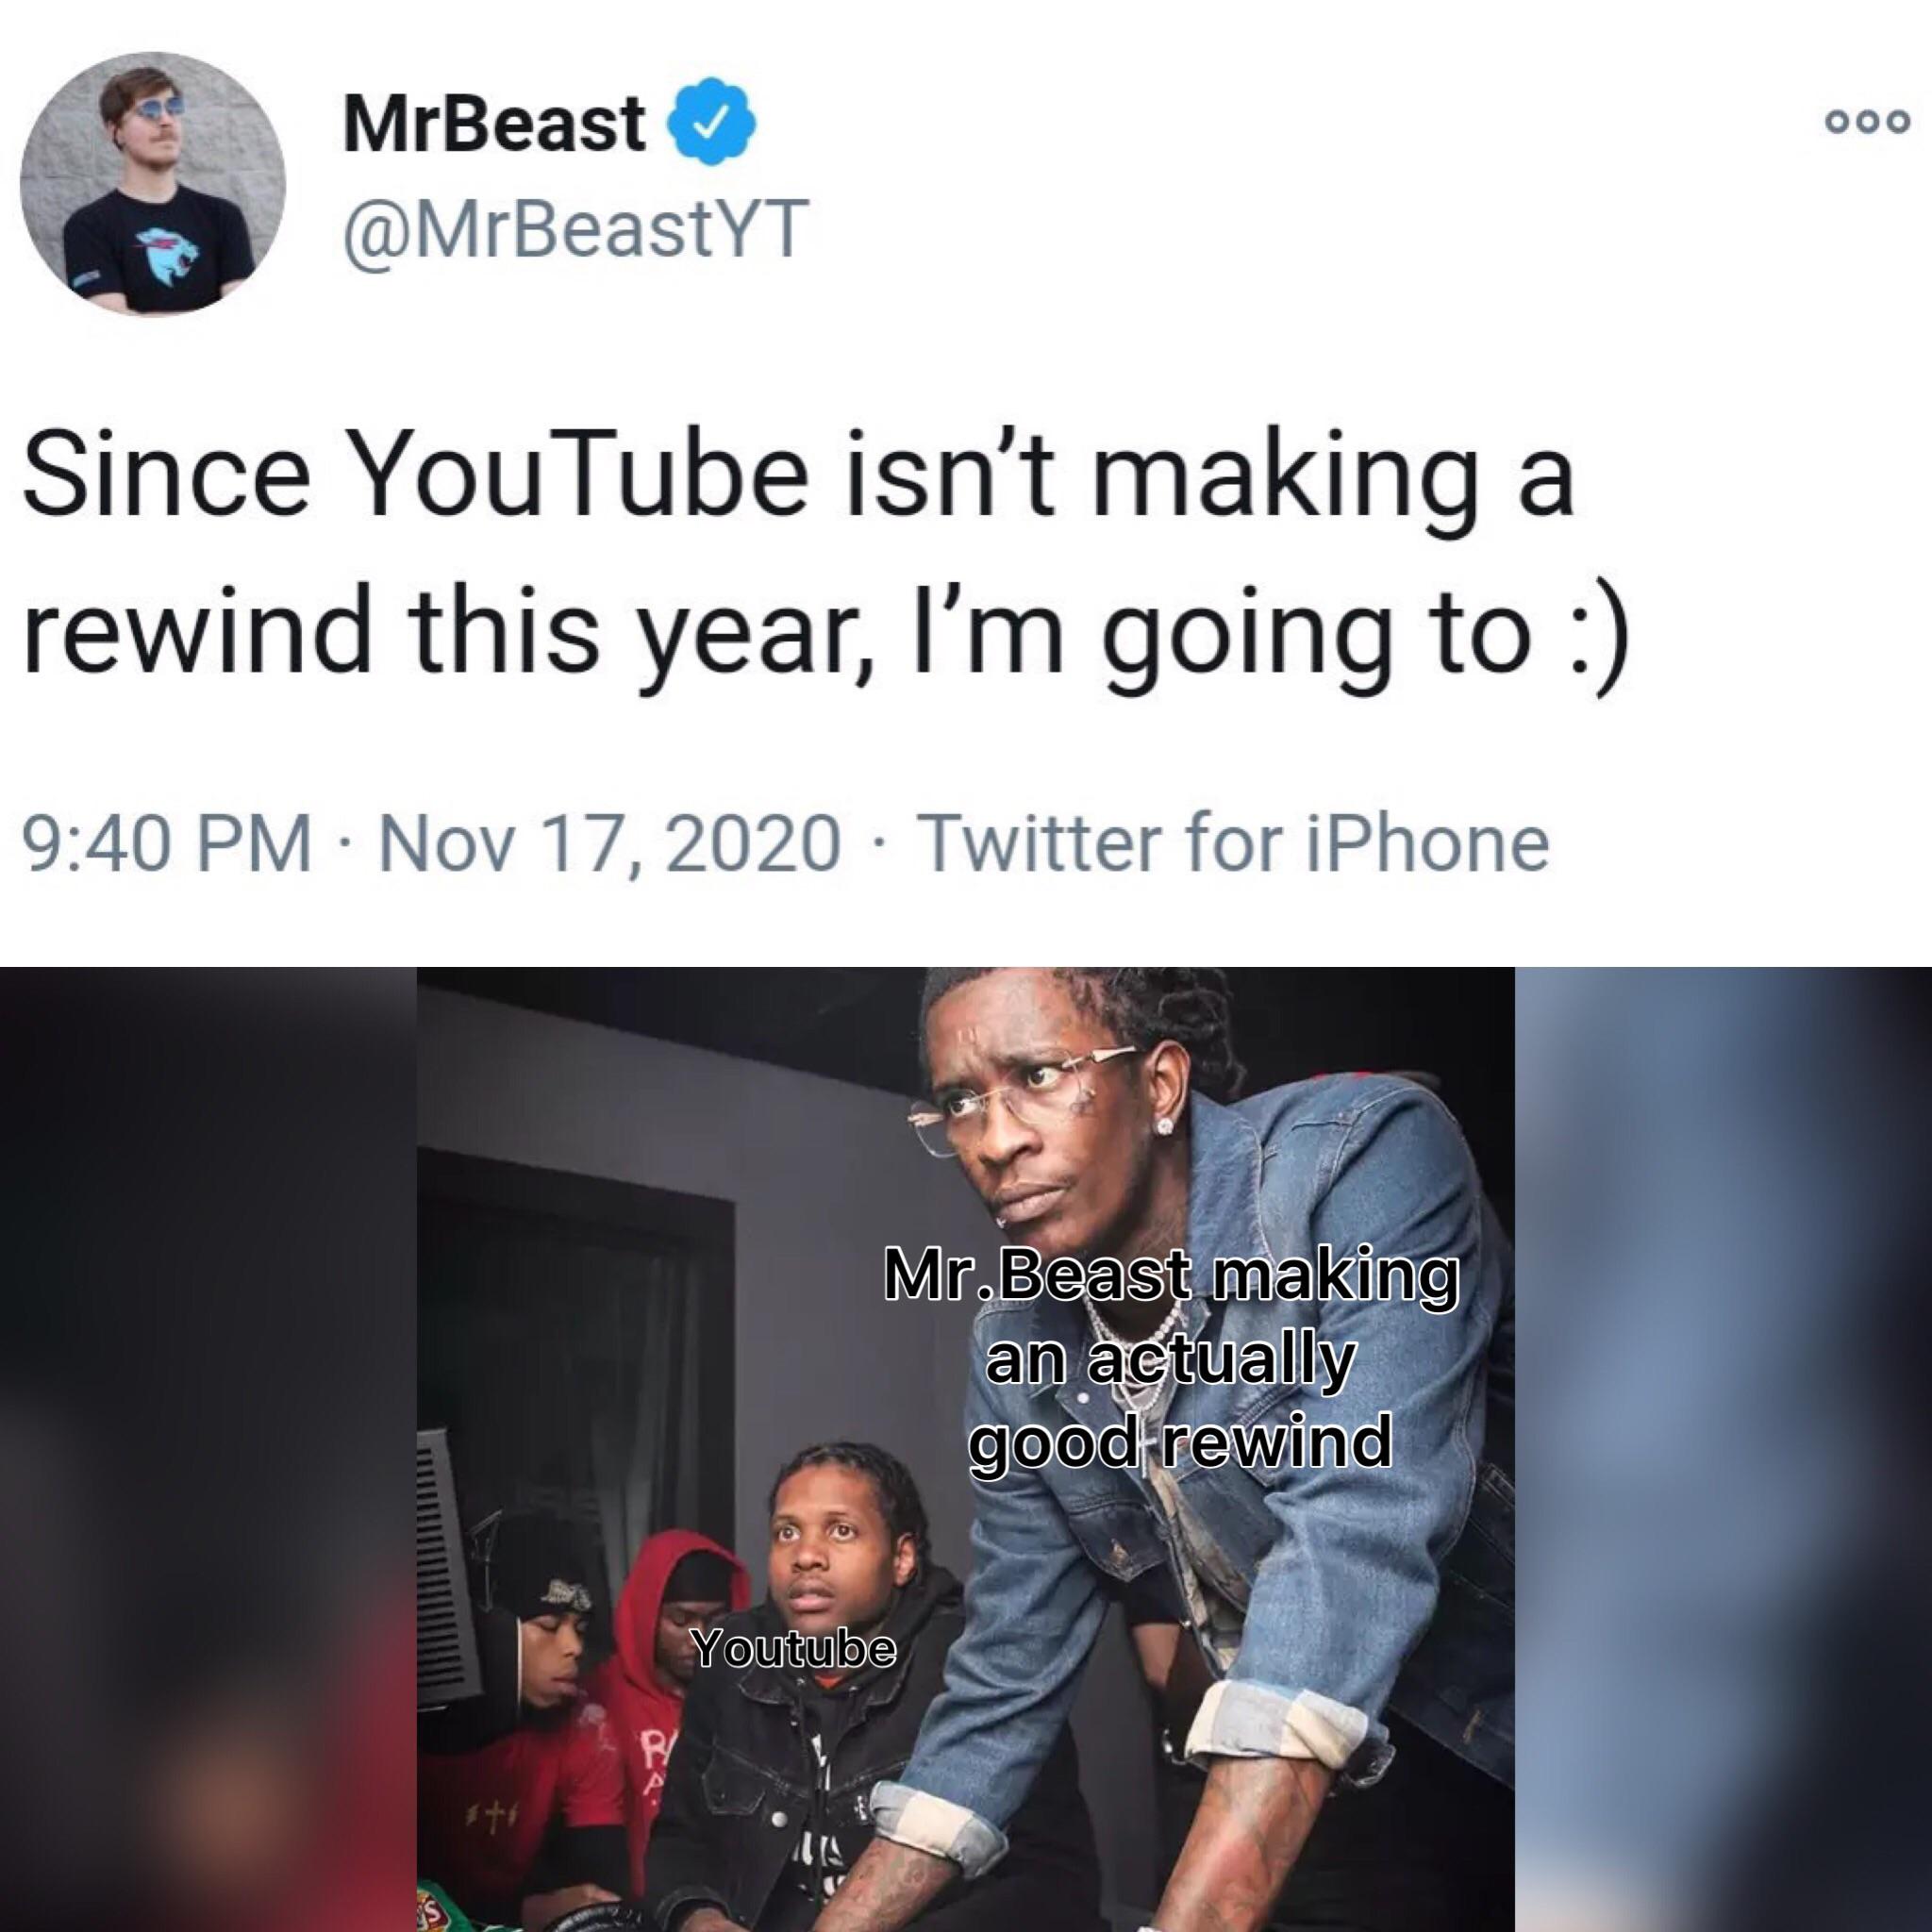 MrBeast
@MrBeastYT
Since YouTube isn’t making a
rewind this year, I’m going to :)
9:40 PM · Nov 17, 2020 · Twitter for iPhone
Mr.Beast making
an actually
good rewind
Youtube